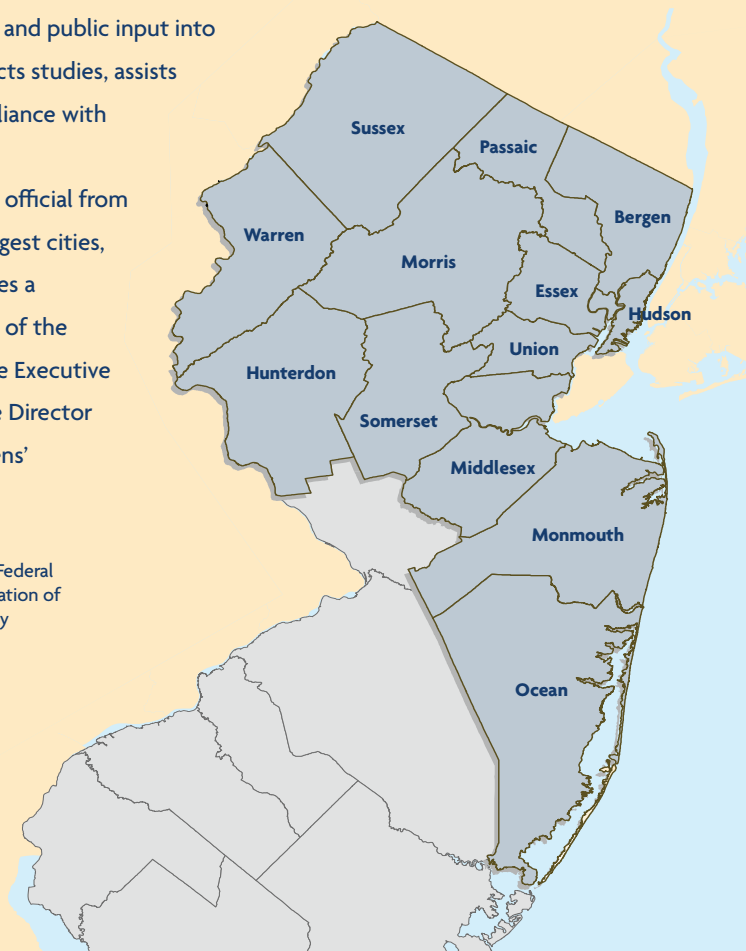 and public input into
cts studies, assists
liance with
official from
gest cities,
es a
of the
e Executive
e Director
ens’
Federal
ation of
y
Sussex
Passaic
Bergen
Warren
Morris
Essex
Hudson
Union
Hunterdon
Somerset
Middlesex
Monmouth
Ocean